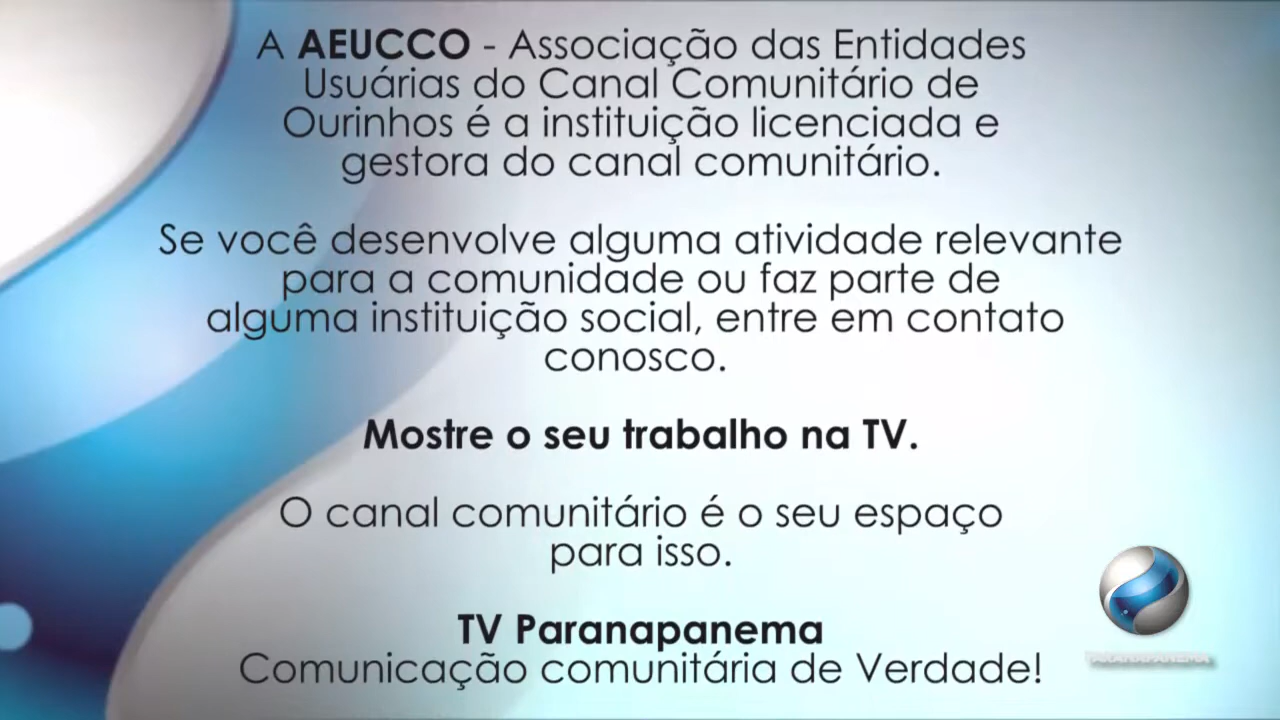 A AEUCCO - Associação das Entidades
Usuárias do Canal Comunitário de
Ourinhos é a instituição licenciada e
gestora do canal comunitário.
Se você desenvolve alguma atividade relevante
para a comunidade ou faz parte de
alguma instituição social, entre em contato
conosco.
Mostre o seu trabalho na TV.
O canal comunitário é o seu espaço
para isso.
TV Paranapanema
Comunicação comunitária de Verdade!
PARANAPANEMA